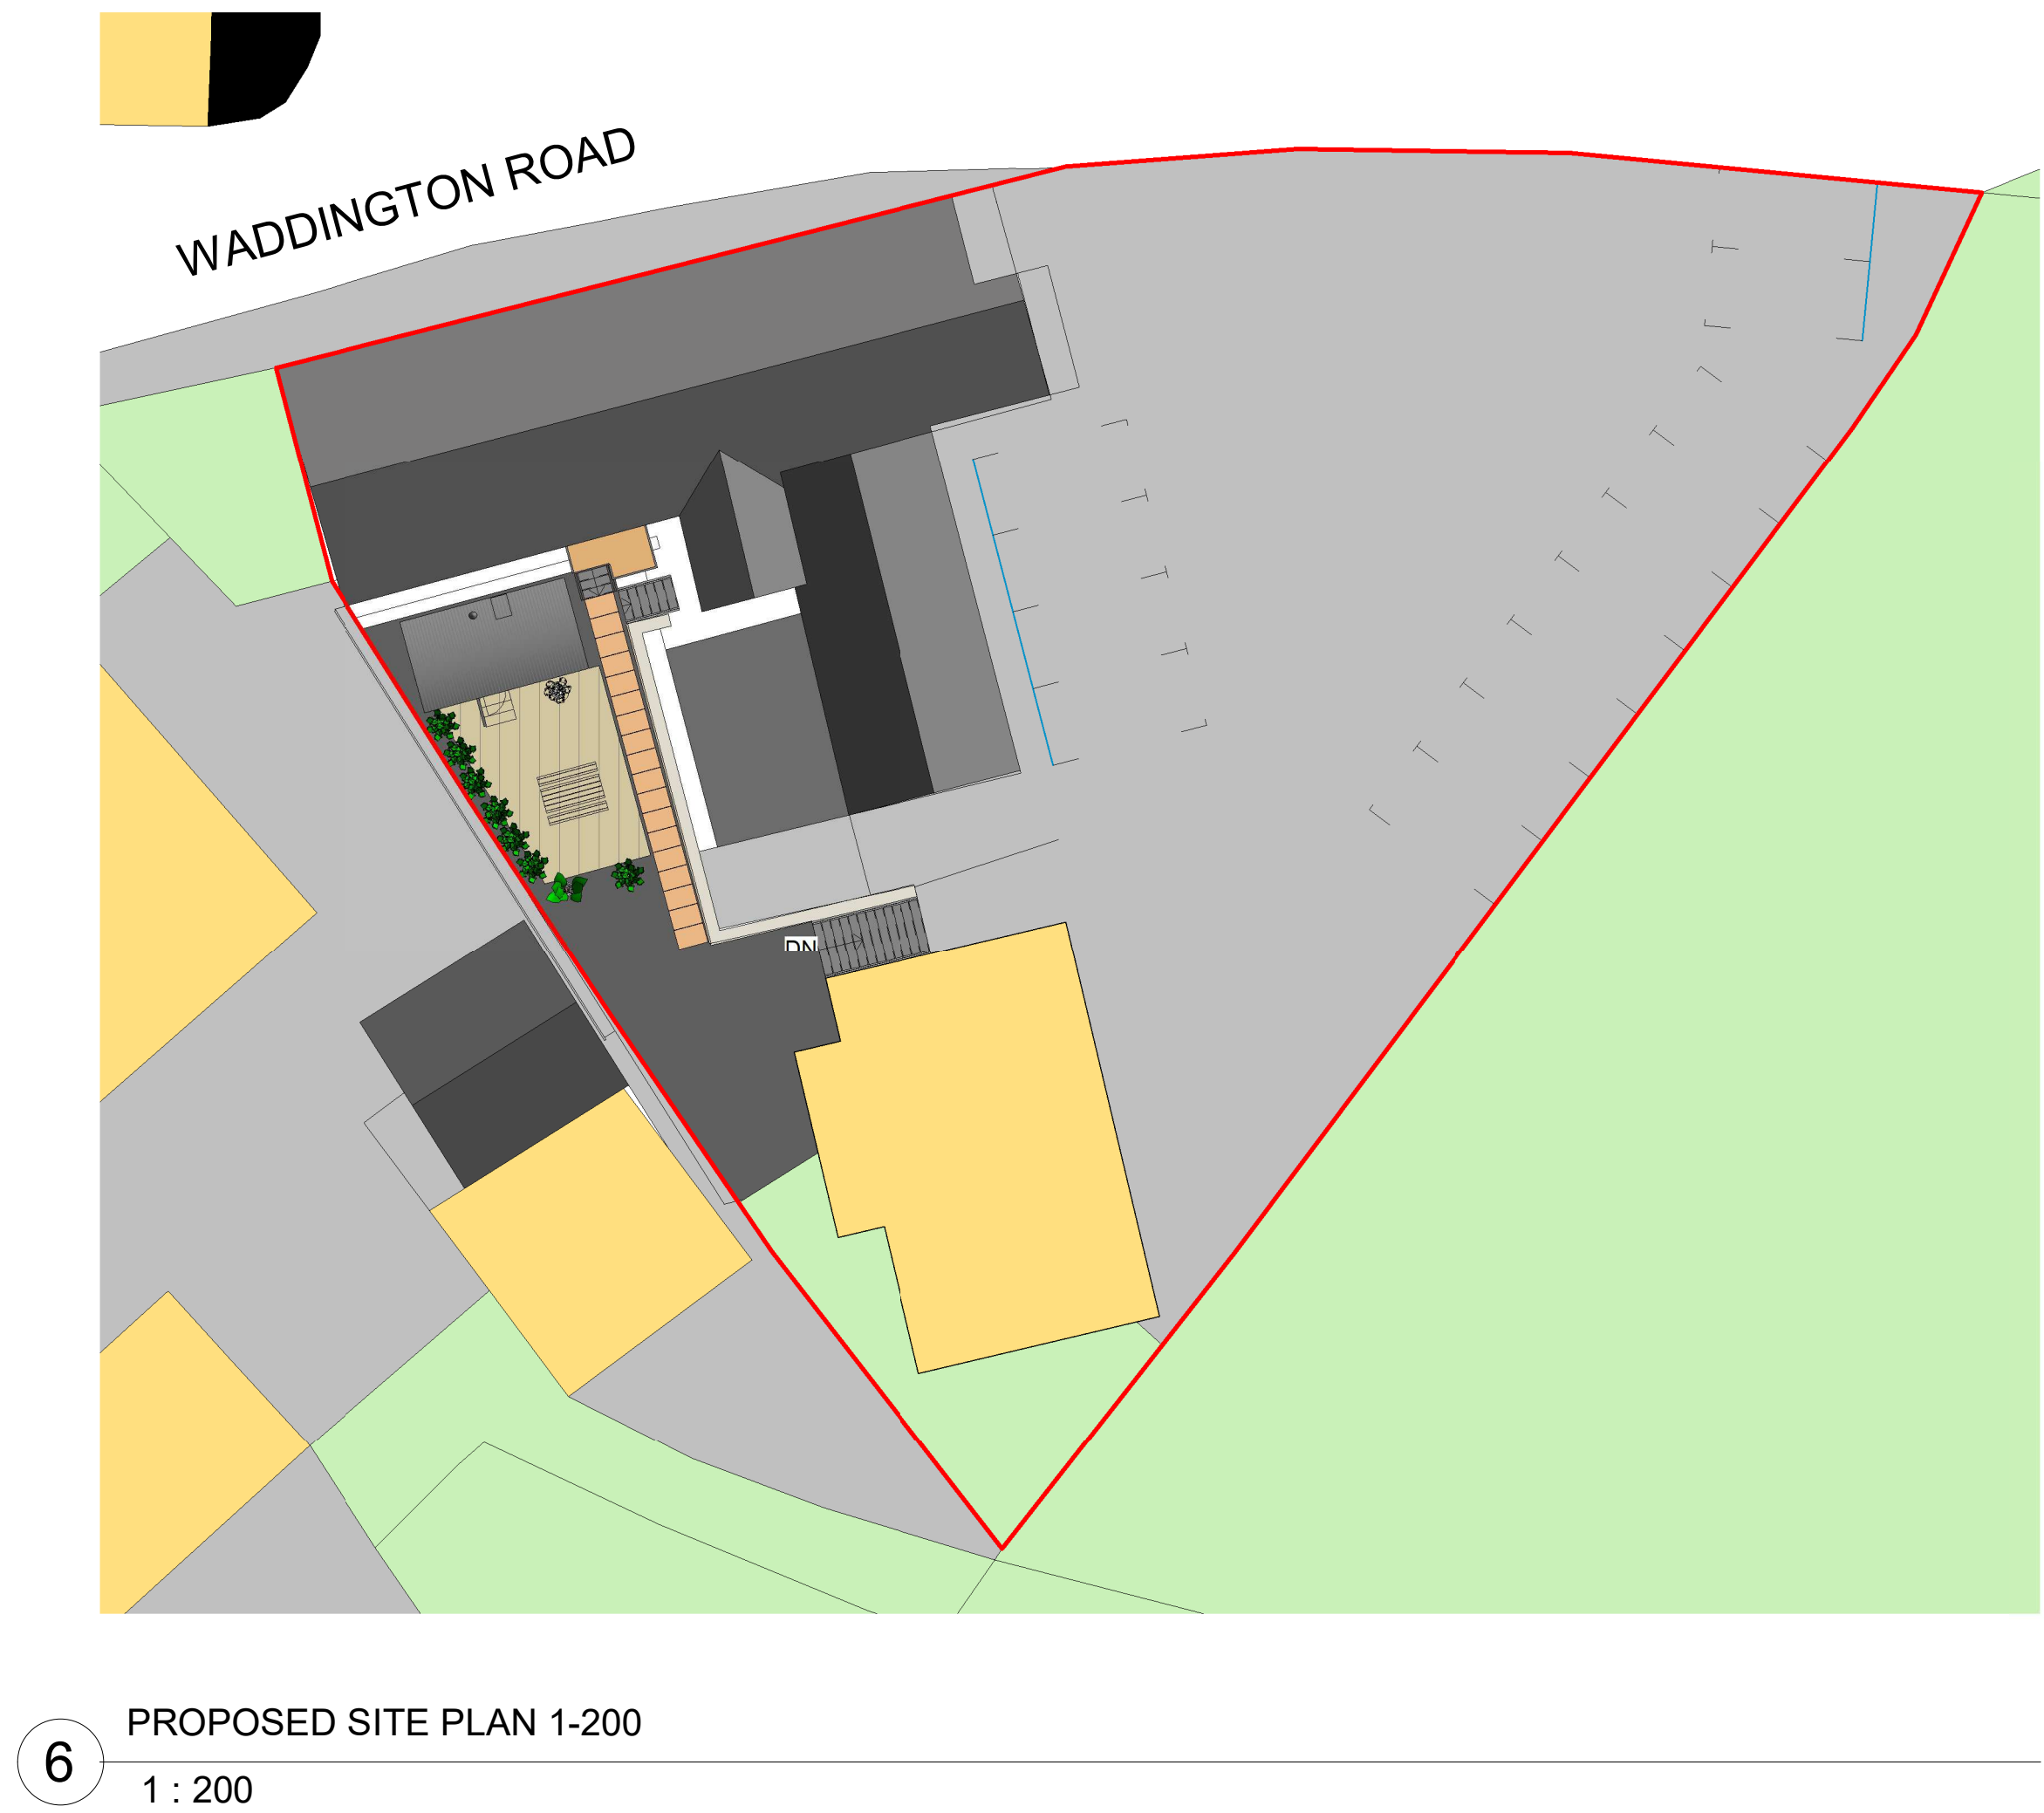 WADDINGTON ROAD
DN
PROPOSED SITE PLAN 1-200
6
1 : 200